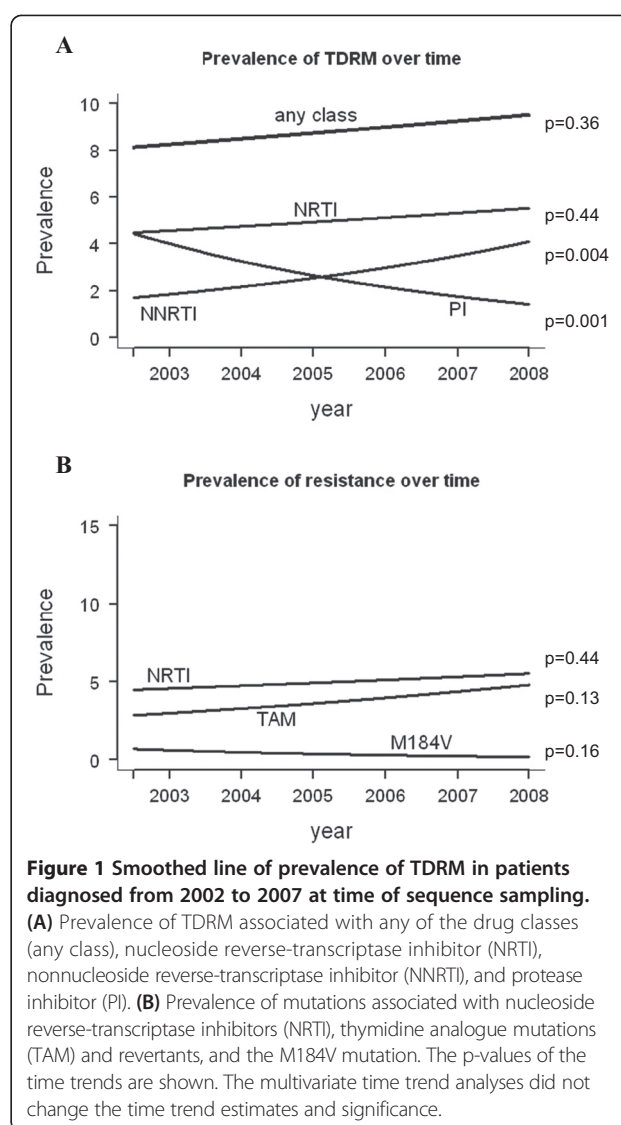 A
Prevalence of TDRM over time
Prevalence
10
8
6
4
2
0
any class
NRTI
NNRTI
PI
p=0.36
p=0.44
p=0.004
p=0.001
2003 2004 2005 2006 2007 2008
year
B
Prevalence of resistance over time
Prevalence
15
10
5
0
NRTI
TAM
M184V
p=0.44
p=0.13
p=0.16
2003 2004 2005 2006 2007 2008
year
Figure 1 Smoothed line of prevalence of TDRM in patients
diagnosed from 2002 to 2007 at time of sequence sampling.
(A) Prevalence of TDRM associated with any of the drug classes
(any class), nucleoside reverse-transcriptase inhibitor (NRTI),
nonnucleoside reverse-transcriptase inhibitor (NNRTI), and protease
inhibitor (PI). (B) Prevalence of mutations associated with nucleoside
reverse-transcriptase inhibitors (NRTI), thymidine analogue mutations
(TAM) and revertants, and the M184V mutation. The p-values of the
time trends are shown. The multivariate time trend analyses did not
change the time trend estimates and significance.